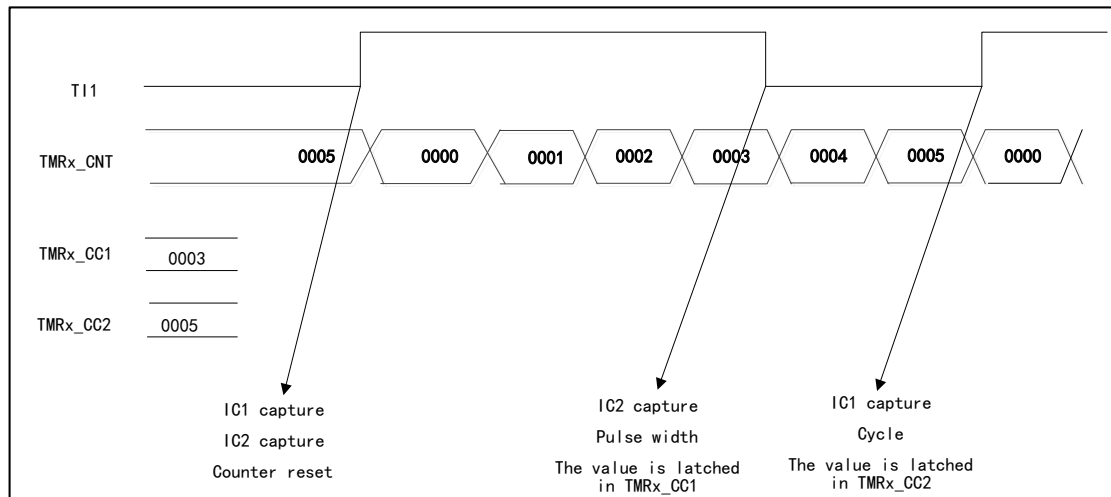 TI1
TMRx_CNT
0005 0000 0001 0002 0003 0004 0005 0000
TMRx_CC1
0003
TMRx_CC2
0005
IC1 capture
IC2 capture
Counter reset
IC2 capture
Pulse width
The value is latched
in TMRx_CC1
IC1 capture
Cycle
The value is latched
in TMRx_CC2